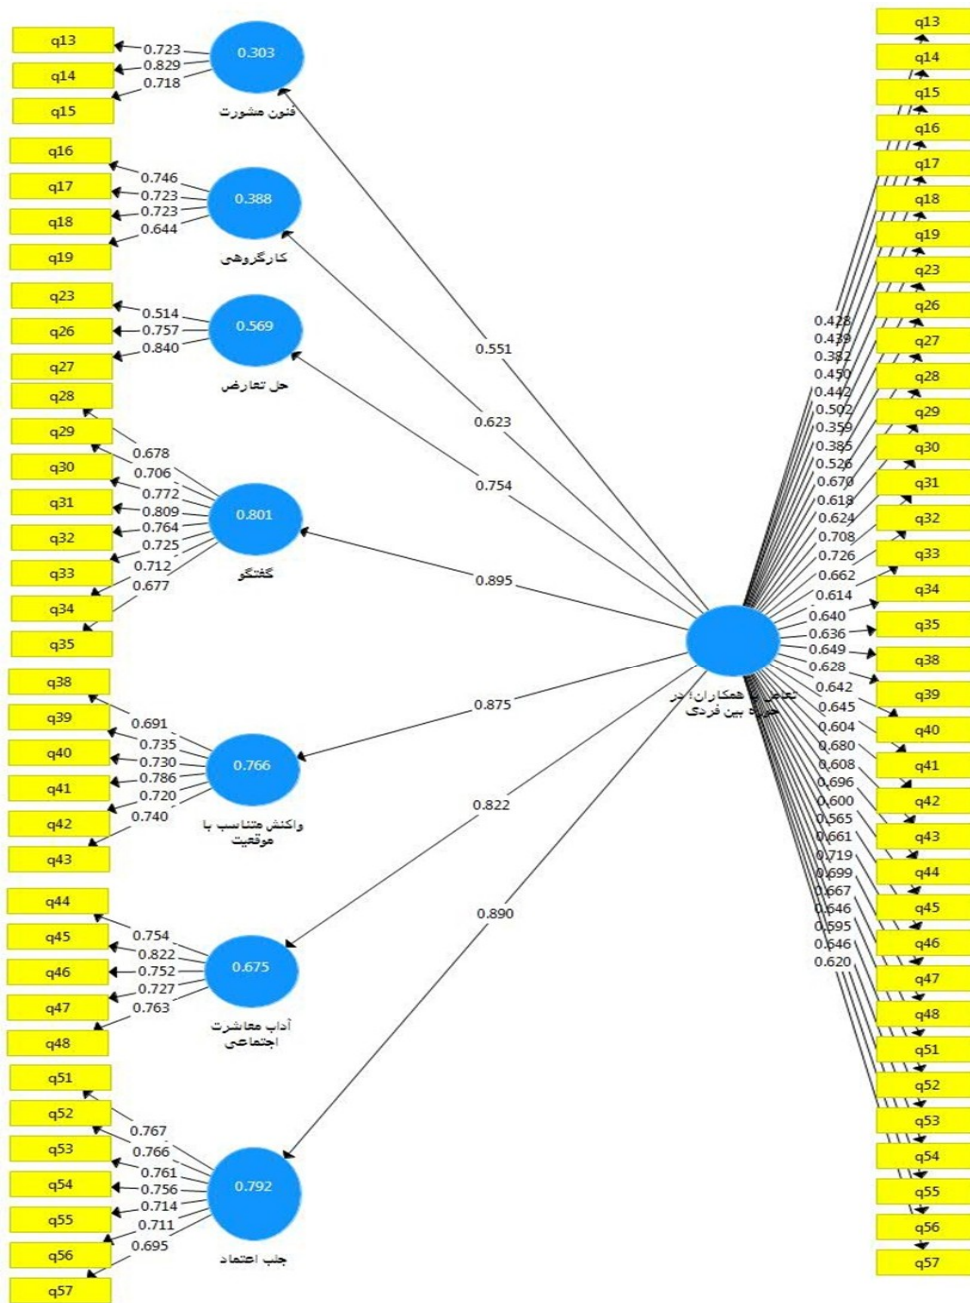 q13
q14
q15
0.723
0.829
0.718
0.303
فنون مشورت
q16
q17
q18
q19
0.746
0.723
0.723
0.644
0.388
کارگروهی
q23
q26
q27
0.514
0.757
0.840
0.569
حل تعارض
q28
q29
q30
q31
q32
q33
q34
q35
0.678
0.706
0.772
0.809
0.764
0.725
0.712
0.677
0.801
گفتگو
q38
q39
q40
q41
q42
q43
0.691
0.735
0.730
0.786
0.720
0.740
0.766
واکنش متناسب با
موقعیت
q44
q45
q46
q47
q48
0.754
0.822
0.752
0.727
0.763
0.675
آداب معاشرت
اجتماعی
q51
q52
q53
q54
q55
q56
q57
0.767
0.766
0.761
0.756
0.714
0.711
0.695
0.792
جلب اعتماد
0.551
0.623
0.754
0.895
0.875
0.822
0.890
تعامل با همکاران؛ در
حوزه بین فردی
0.428
0.439
0.382
0.450
0.442
0.502
0.359
0.385
0.526
0.670
0.618
0.624
0.708
0.726
0.662
0.614
0.640
0.636
0.649
0.628
0.642
0.645
0.604
0.680
0.608
0.696
0.600
0.565
0.661
0.719
0.699
0.667
0.646
0.595
0.646
0.620
q13
q14
q15
q16
q17
q18
q19
q23
q26
q27
q28
q29
q30
q31
q32
q33
q34
q35
q38
q39
q40
q41
q42
q43
q44
q45
q46
q47
q48
q51
q52
q53
q54
q55
q56
q57